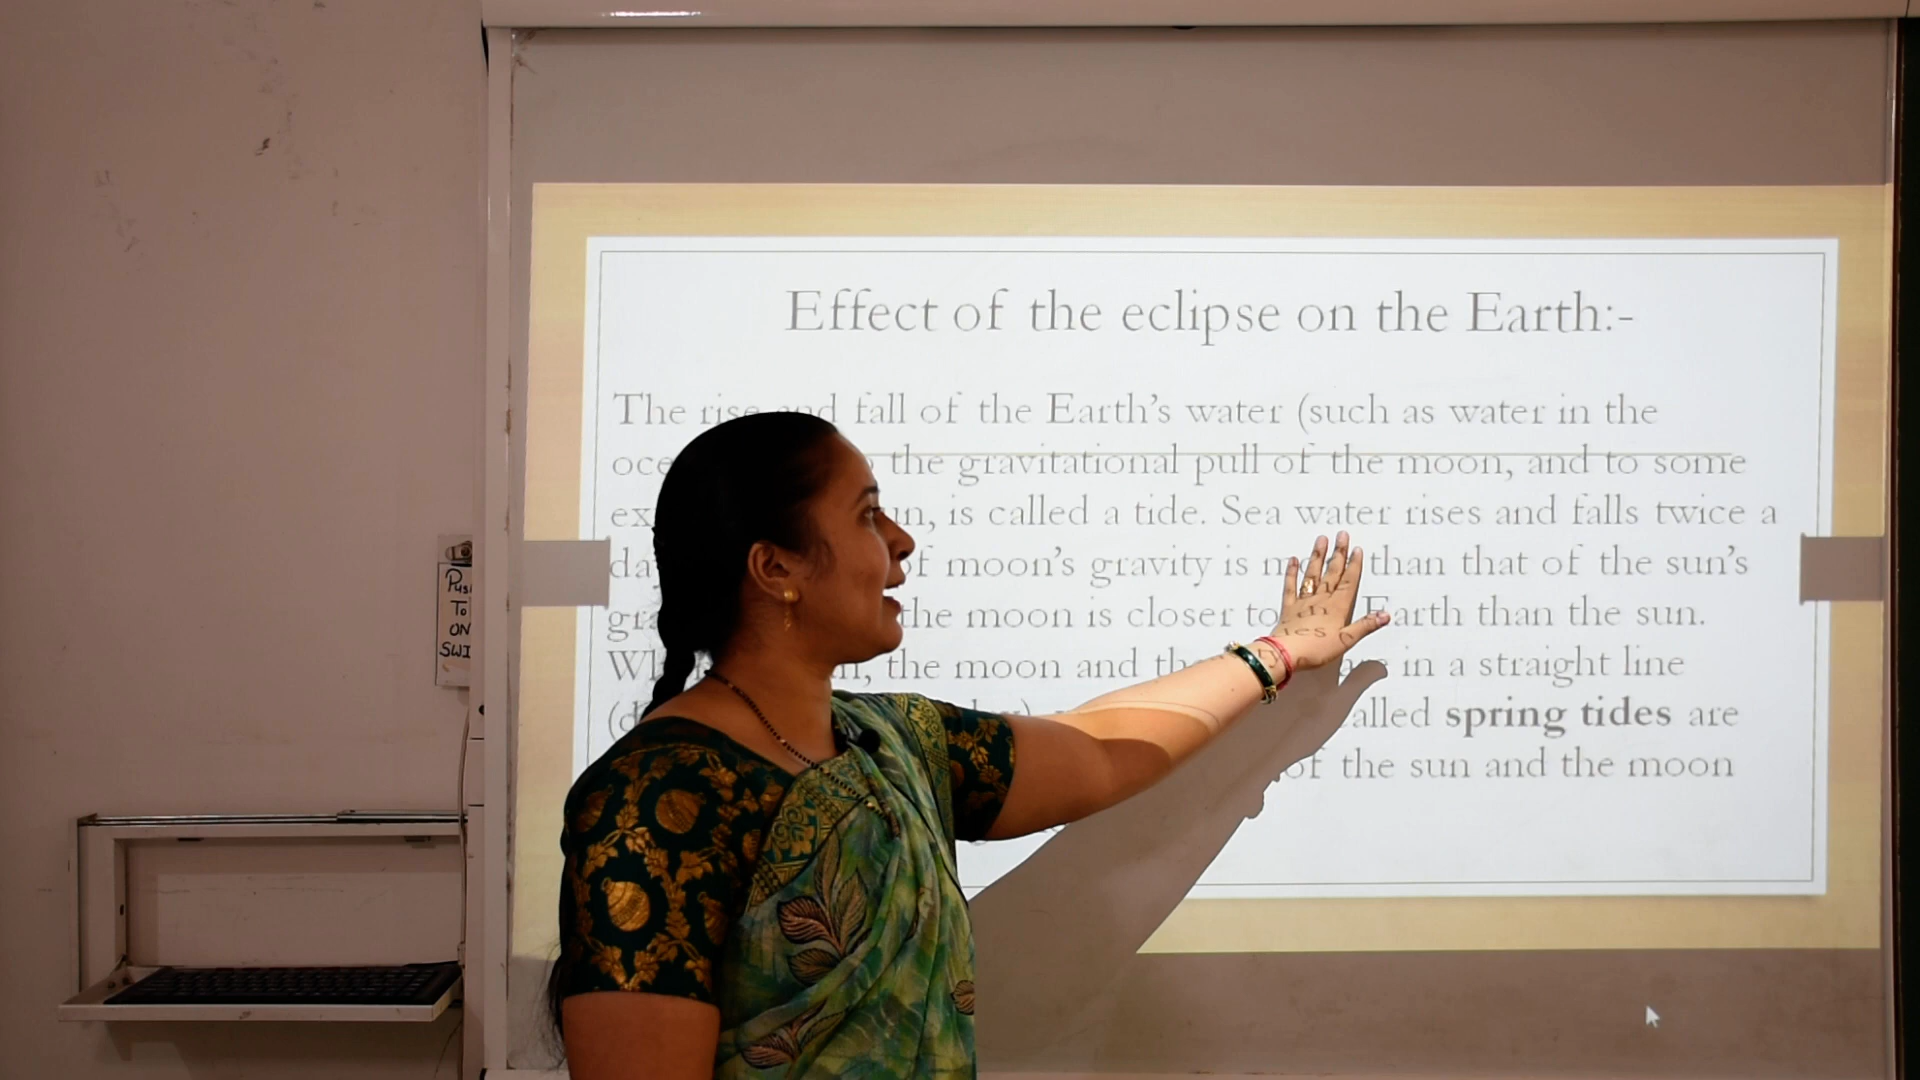 Effect of the eclipse on the Earth:-
The rise and fall of the Earth's water (such as water in the
the gravitational pull of the moon, and to some
is called a tide. Sea water rises and falls twice a
of moon's gravity is than that of the sun's
the moon is closer to Earth than the sun.
the moon and in a straight line
spring tides are
of the sun and the moon
Push
To
ON